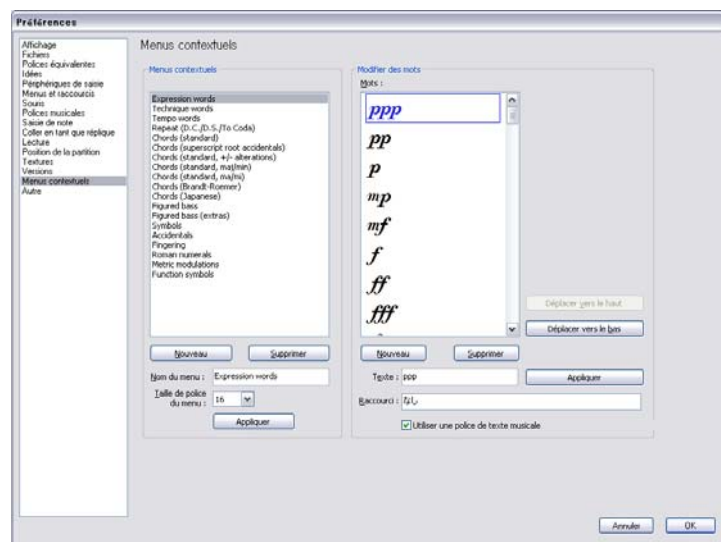 Préférences
Affichage
Fichiers
Polices équivalentes
Idées
Périphériques de saisie
Menus et raccourcis
Souris
Polices musicales
Saisie de note
Coller en tant que réplique
Lecture
Position de la partition
Textures
Versions
Menus contextuels
Autre
Menus contextuels
Menus contextuels
Expression words
Technique words
Tempo words
Repeat (D.C./D.S./To Coda)
Chords (standard)
Chords (superscript root accidentals)
Chords (standard, +/- alterations)
Chords (standard, maj/min)
Chords (standard, ma/mi)
Chords (Brandt-Roemer)
Chords (Japanese)
Figured bass
Figured bass (extras)
Symbols
Accidentals
Fingering
Roman numerals
Metric modulations
Function symbols
Nouveau
Supprimer
Nom du menu : Expression words
Taille de police du menu : 16
Appliquer
Modifier des mots
Mots :
ppp
pp
p
mp
mf
f
ff
fff
Déplacer vers le haut
Déplacer vers le bas
Nouveau
Supprimer
Texte : ppp
Appliquer
Raccourci :
Utiliser une police de texte musicale
Annuler
OK